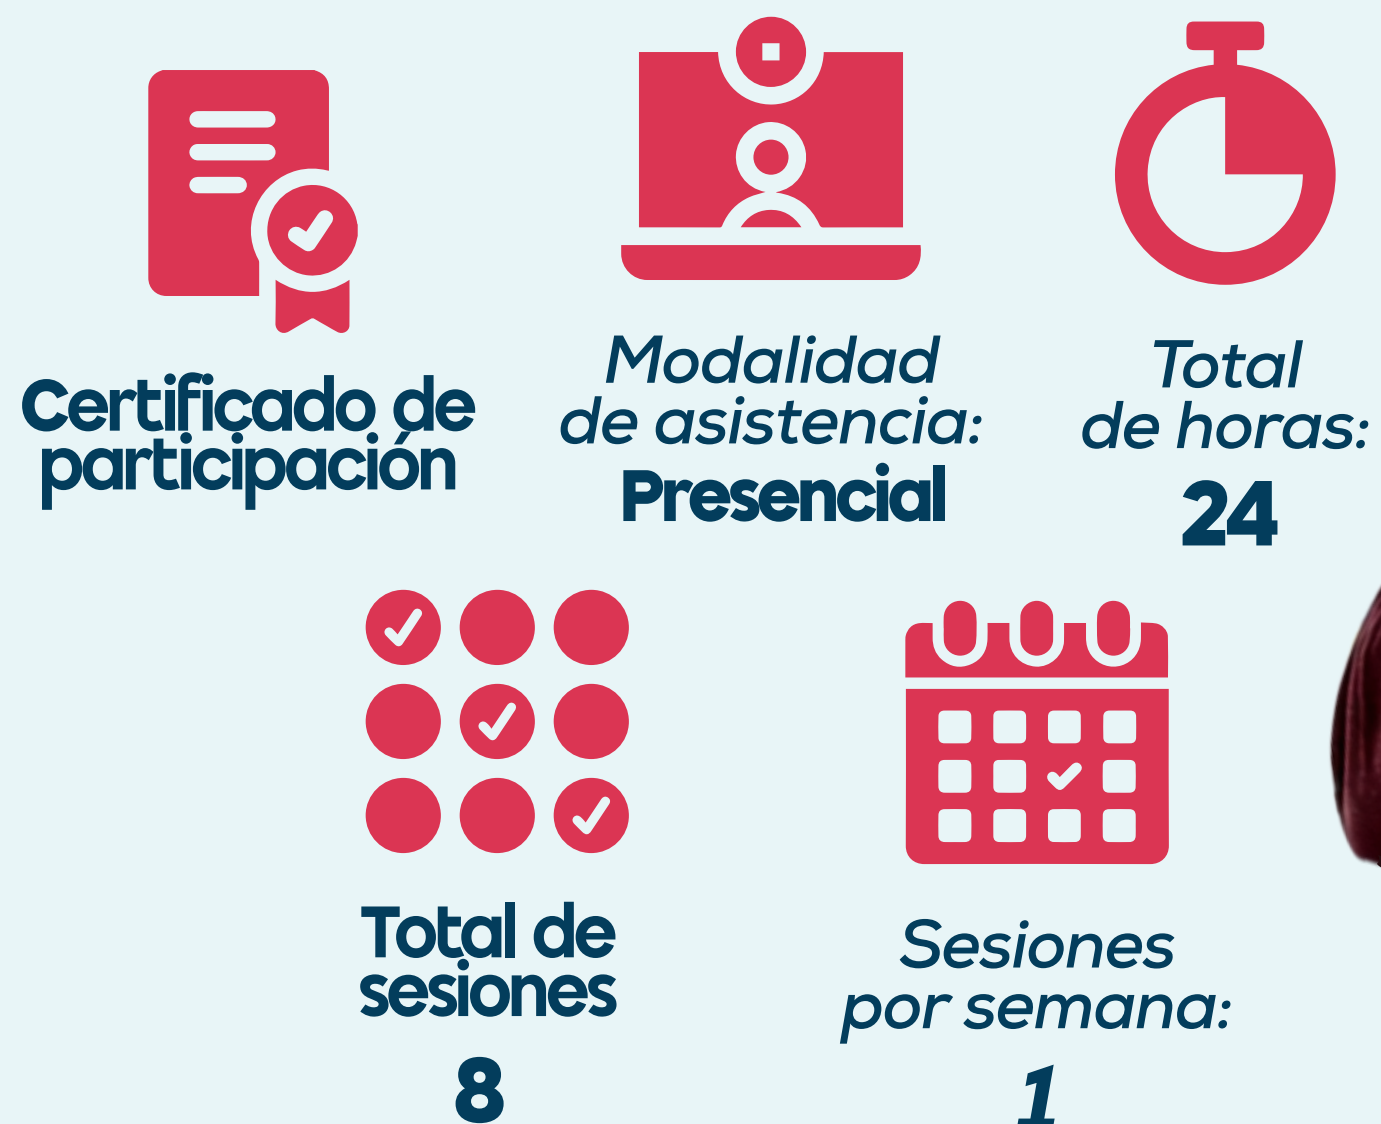 Certificado de
participación
Modalidad
de asistencia:
Presencial
Total
de horas:
24
Total de
sesiones
8
Sesiones
por semana:
1